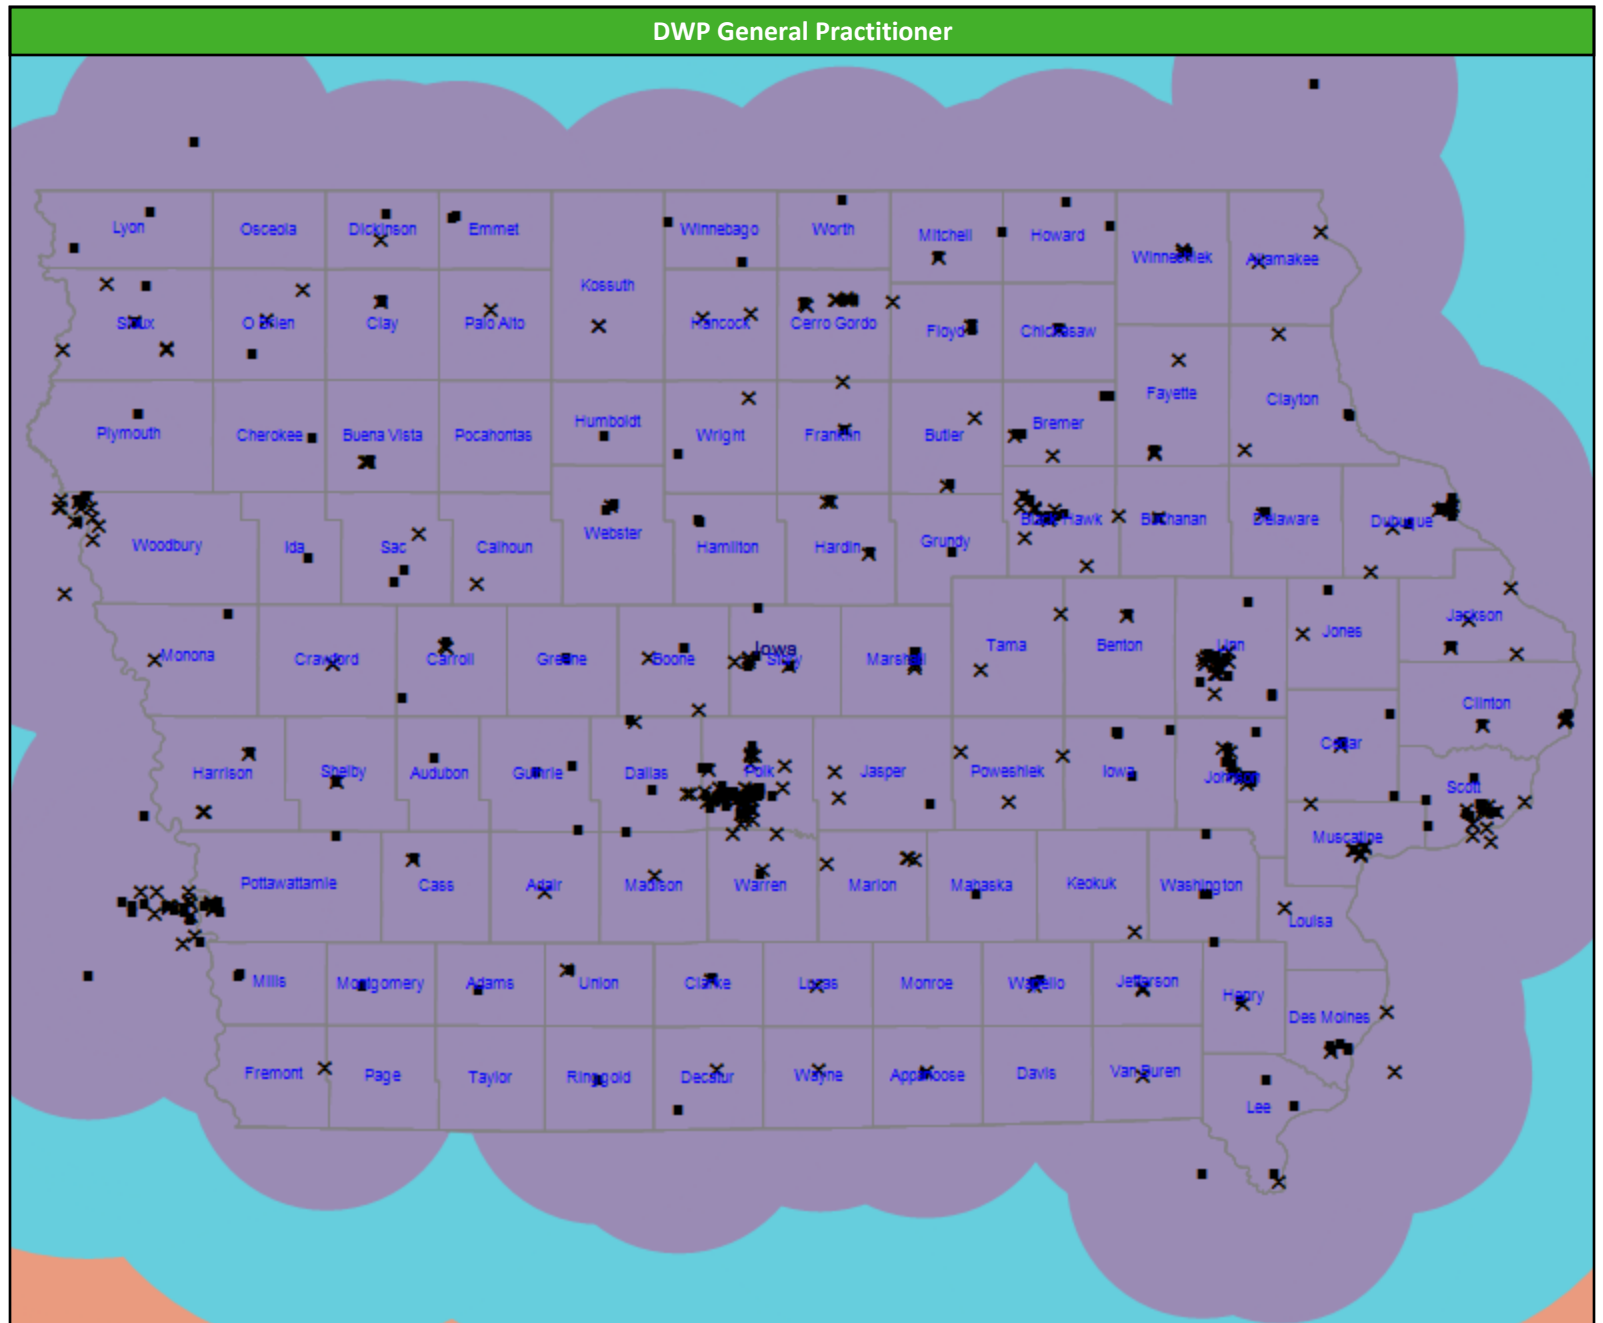 DWP General Practitioner
Lyon Osceola Dickinson Emmet Winnebago Worth Mitchell Howard Winneshiek Allamakee
Kossuth
Sioux O Brien Clay Palo Alto Hancock Cerro Gordo Floyd Chickasaw
Fayette Clayton
Plymouth Cherokee Buena Vista Pocahontas Humboldt Wright Franklin Butler Bremer
Woodbury Ida Sac Calhoun Webster Hamilton Hardin Grundy Black Hawk Buchanan Delaware Dubuque
Iowa
Monona Crawford Carroll Greene Boone Story Marshall Tama Benton Linn Jones Jackson
Clinton
Harrison Shelby Audubon Guthrie Dallas Polk Jasper Poweshiek Iowa Johnson Cedar Scott
Muscatine
Pottawattamie Cass Adair Madison Warren Marion Mahaska Keokuk Washington
Louisa
Mills Montgomery Adams Union Clarke Lucas Monroe Wapello Jefferson Henry
Des Moines
Fremont Page Taylor Ringgold Decatur Wayne Appanoose Davis Van Buren
Lee